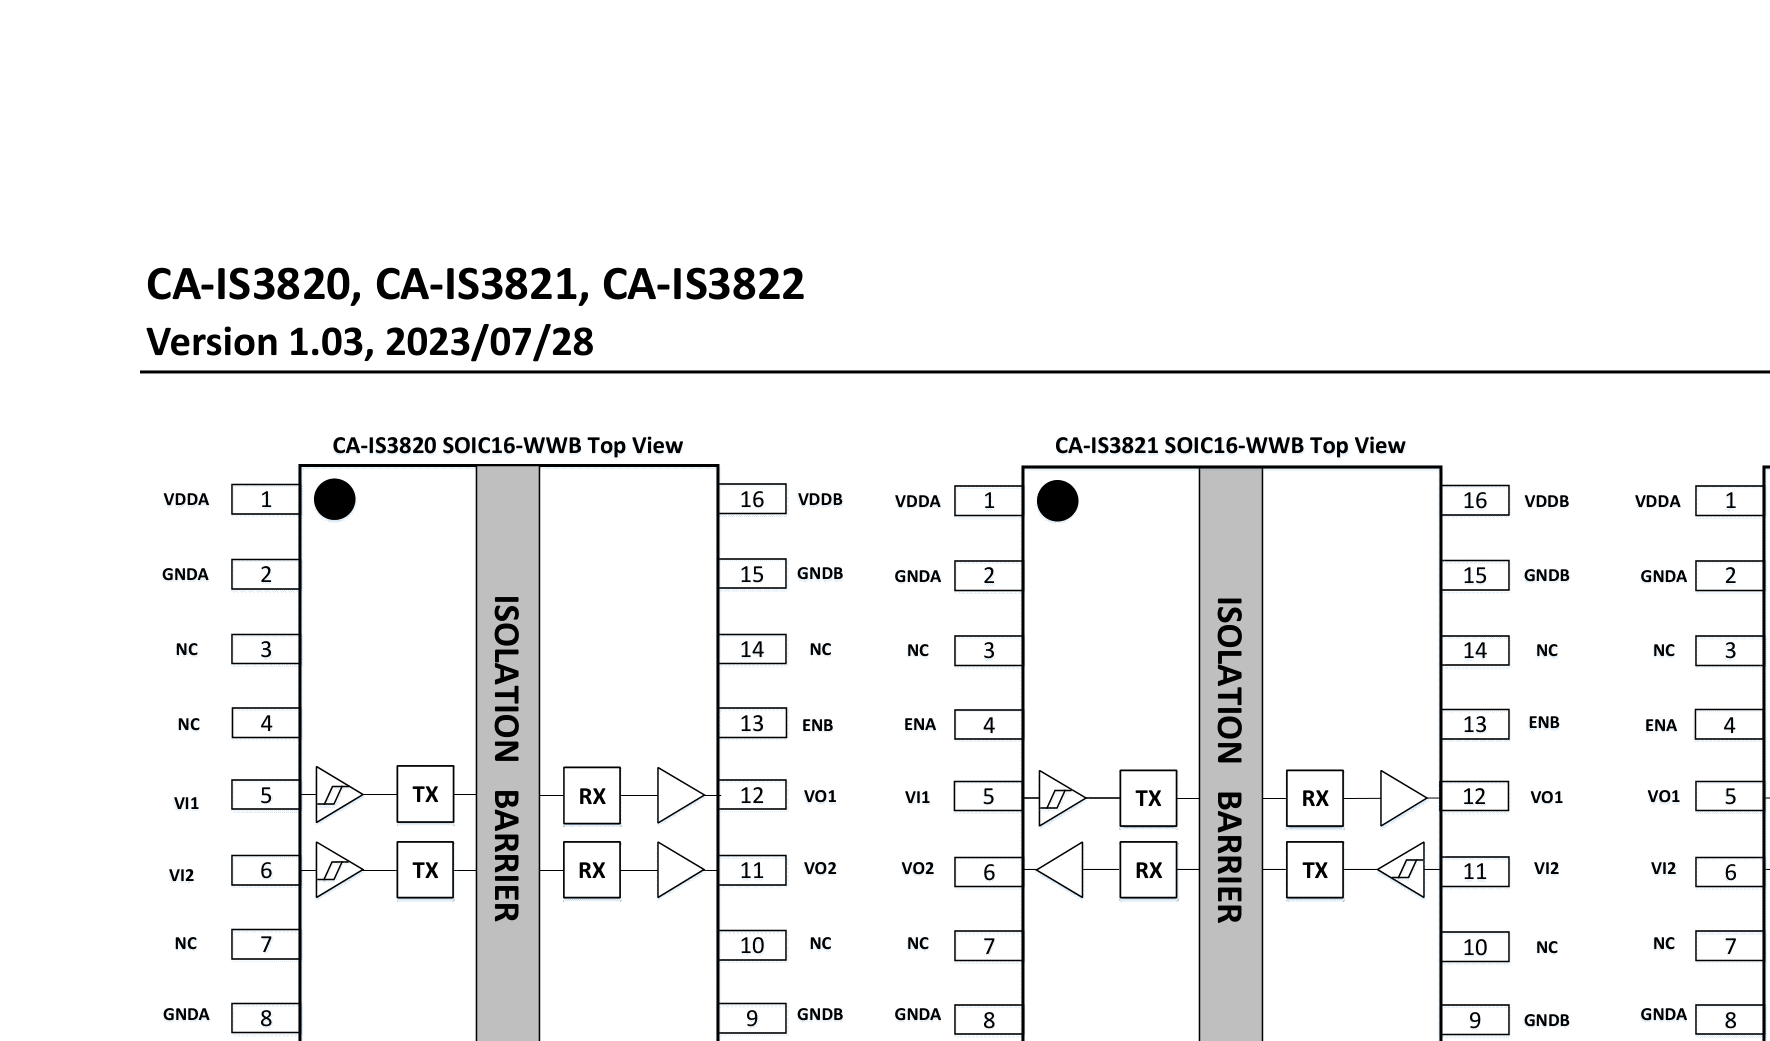 CA-IS3820, CA-IS3821, CA-IS3822
Version 1.03, 2023/07/28
CA-IS3820 SOIC16-WWB Top View
VDDA 1 16 VDDB
GNDA 2 15 GNDB
NC 3 14 NC
NC 4 13 ENB
VI1 5 TX RX 12 VO1
VI2 6 TX RX 11 VO2
NC 7 10 NC
GNDA 8 9 GNDB
ISOLATION BARRIER
CA-IS3821 SOIC16-WWB Top View
VDDA 1 16 VDDB
GNDA 2 15 GNDB
NC 3 14 NC
ENA 4 13 ENB
VI1 5 TX RX 12 VO1
VO2 6 RX TX 11 VI2
NC 7 10 NC
GNDA 8 9 GNDB
ISOLATION BARRIER
VDDA 1
GNDA 2
NC 3
ENA 4
VO1 5
VI2 6
NC 7
GNDA 8